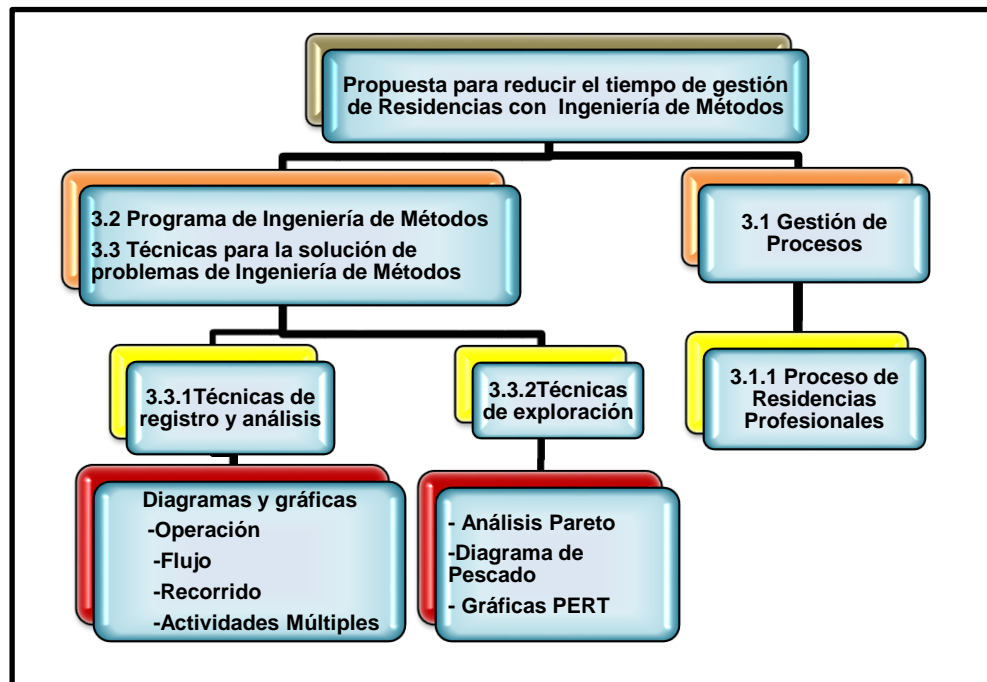 Propuesta para reducir el tiempo de gestión
de Residencias con Ingeniería de Métodos
3.2 Programa de Ingeniería de Métodos
3.3 Técnicas para la solución de
problemas de Ingeniería de Métodos
3.1 Gestión de
Procesos
3.3.1Técnicas de
registro y análisis
3.3.2Técnicas
de exploración
3.1.1 Proceso de
Residencias
Profesionales
Diagramas y gráficas
-Operación
-Flujo
-Recorrido
-Actividades Múltiples
- Análisis Pareto
-Diagrama de
Pescado
- Gráficas PERT